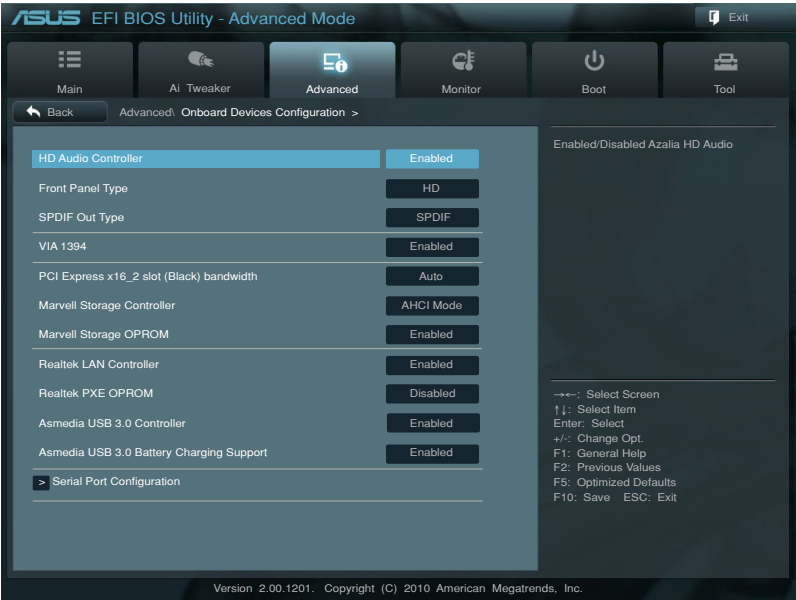 ASUS EFI BIOS Utility - Advanced Mode
Exit
Main
Ai Tweaker
Advanced
Monitor
Boot
Tool
Back
Advanced\ Onboard Devices Configuration >
HD Audio Controller Enabled
Front Panel Type HD
SPDIF Out Type SPDIF
VIA 1394 Enabled
PCI Express x16_2 slot (Black) bandwidth Auto
Marvell Storage Controller AHCI Mode
Marvell Storage OPROM Enabled
Realtek LAN Controller Enabled
Realtek PXE OPROM Disabled
Asmedia USB 3.0 Controller Enabled
Asmedia USB 3.0 Battery Charging Support Enabled
> Serial Port Configuration
Enabled/Disabled Azalia HD Audio
→←: Select Screen
↑↓: Select Item
Enter: Select
+/-: Change Opt.
F1: General Help
F2: Previous Values
F5: Optimized Defaults
F10: Save ESC: Exit
Version 2.00.1201. Copyright (C) 2010 American Megatrends, Inc.